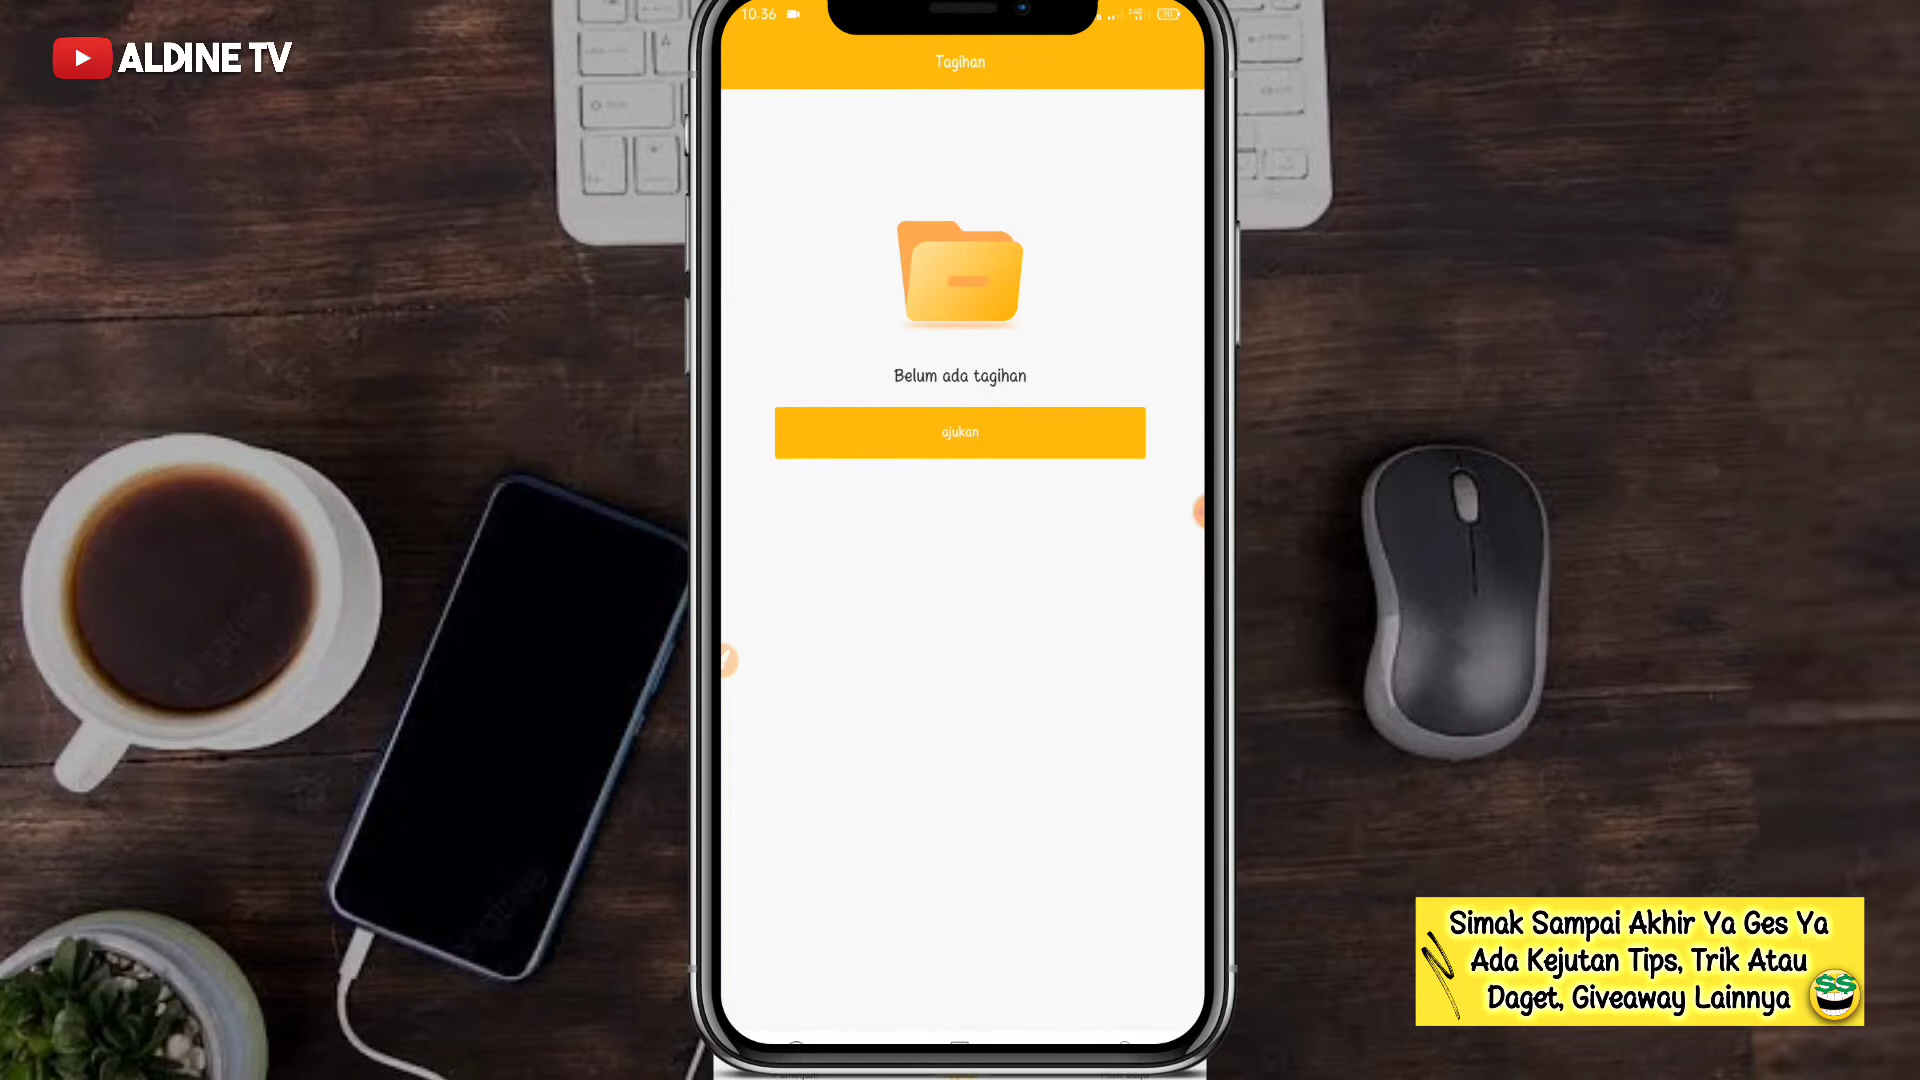 ALDINE TV
10.36
90
Tagihan
Belum ada tagihan
ajukan
Simak Sampai Akhir Ya Ges Ya
Ada Kejutan Tips, Trik Atau
Daget, Giveaway Lainnya